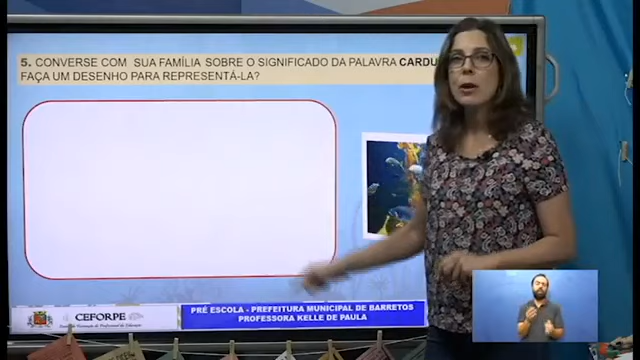 5. CONVERSE COM SUA FAMÍLIA SOBRE O SIGNIFICADO DA PALAVRA CARDU
FAÇA UM DESENHO PARA REPRESENTÁ-LA?
CEFORPE
PRÉ ESCOLA - PREFEITURA MUNICIPAL DE BARRETOS
PROFESSORA KELLE DE PAULA